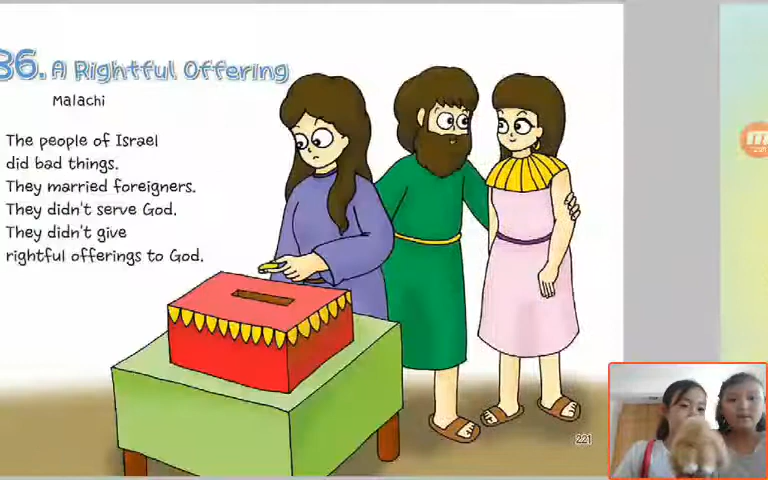 36. A Rightful Offering
Malachi
The people of Israel
did bad things.
They married foreigners.
They didn't serve God.
They didn't give
rightful offerings to God.
221